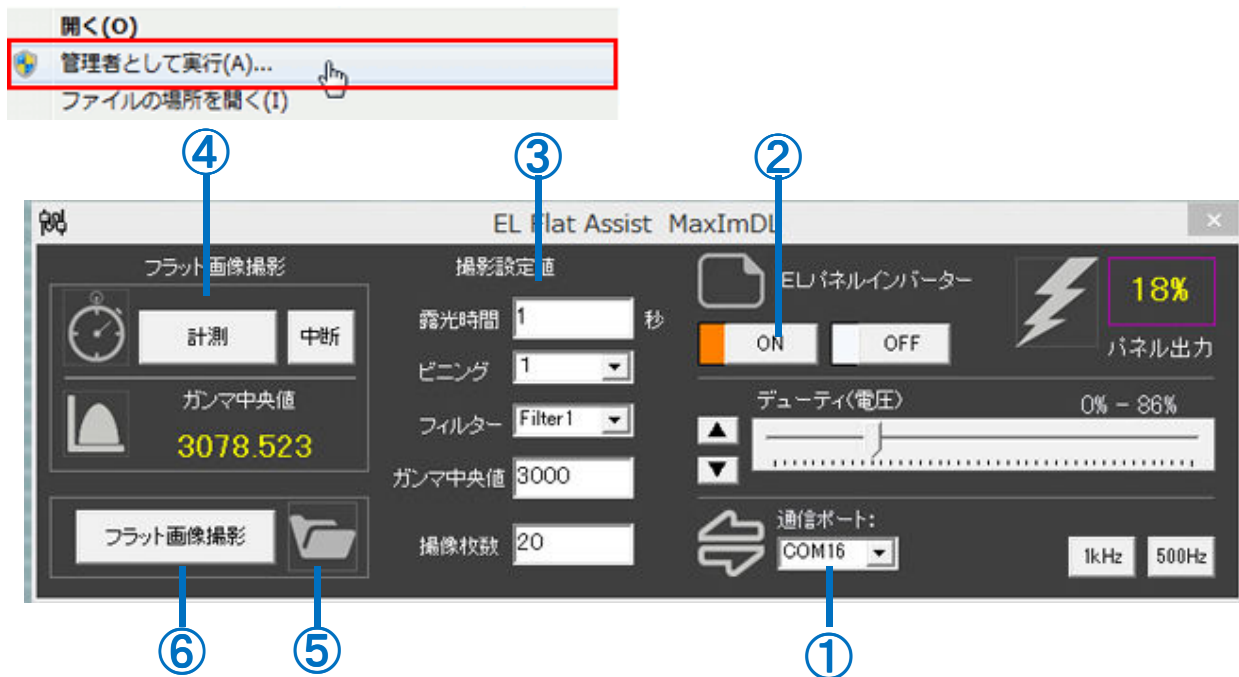 開く(O)
管理者として実行(A)...
ファイルの場所を開く(I)
④
③
②
EL Flat Assist MaxImDL
フラット画像撮影
計測
中断
ガンマ中央値
3078.523
フラット画像撮影
撮影設定値
露光時間 1 秒
ビニング 1
フィルター Filter1
ガンマ中央値 3000
撮像枚数 20
ELパネルインバーター
ON
OFF
18%
パネル出力
デューティ(電圧)
0% - 86%
▲
▼
通信ポート:
COM16
1kHz
500Hz
⑥
⑤
①